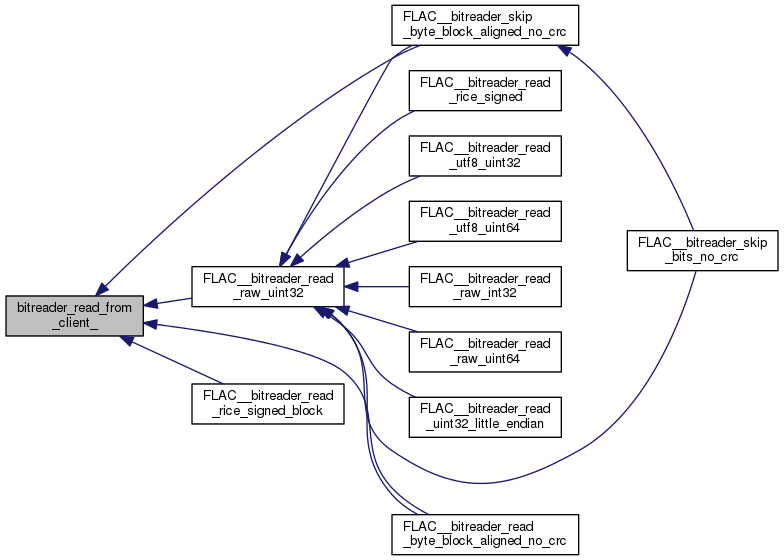 FLAC__bitreader_skip
_byte_block_aligned_no_crc
FLAC__bitreader_read
_rice_signed
FLAC__bitreader_read
_utf8_uint32
FLAC__bitreader_read
_utf8_uint64
FLAC__bitreader_skip
_bits_no_crc
FLAC__bitreader_read
_raw_uint32
FLAC__bitreader_read
_raw_int32
bitreader_read_from
_client_
FLAC__bitreader_read
_raw_uint64
FLAC__bitreader_read
_rice_signed_block
FLAC__bitreader_read
_uint32_little_endian
FLAC__bitreader_read
_byte_block_aligned_no_crc